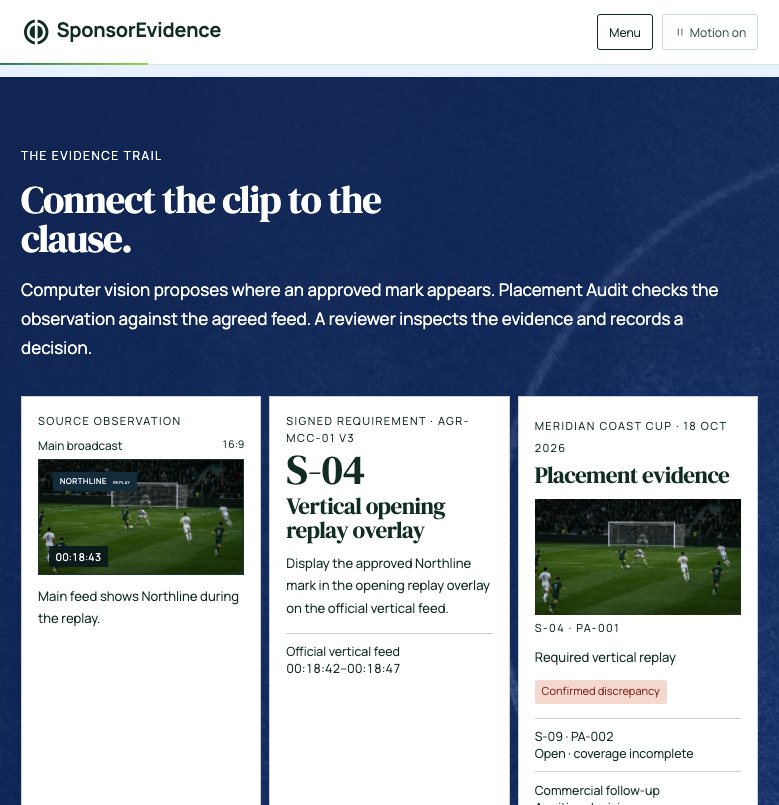 SponsorEvidence
Menu
Motion on
THE EVIDENCE TRAIL
Connect the clip to the
clause.
Computer vision proposes where an approved mark appears. Placement Audit checks the
observation against the agreed feed. A reviewer inspects the evidence and records a
decision.
SOURCE OBSERVATION
Main broadcast 16:9
NORTHLINE REPLAY
00:18:43
Main feed shows Northline during
the replay.
SIGNED REQUIREMENT · AGR-
MCC-01 V3
S-04
Vertical opening
replay overlay
Display the approved Northline
mark in the opening replay overlay
on the official vertical feed.
Official vertical feed
00:18:42–00:18:47
MERIDIAN COAST CUP · 18 OCT
2026
Placement evidence
S-04 · PA-001
Required vertical replay
Confirmed discrepancy
S-09 · PA-002
Open · coverage incomplete
Commercial follow-up